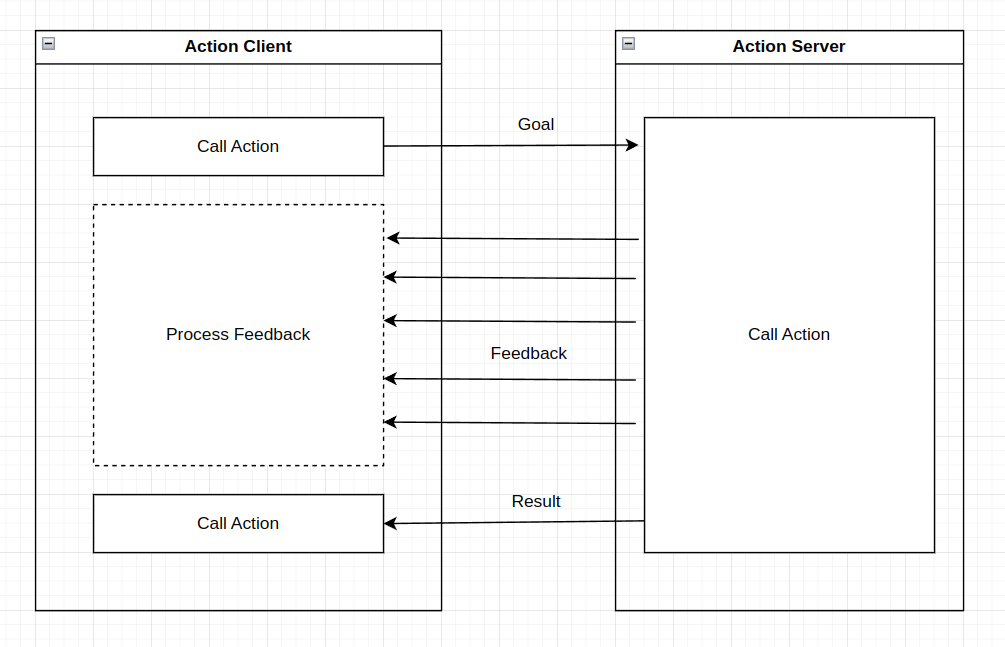 Action Client
Action Server
Call Action
Goal
Process Feedback
Feedback
Call Action
Call Action
Result